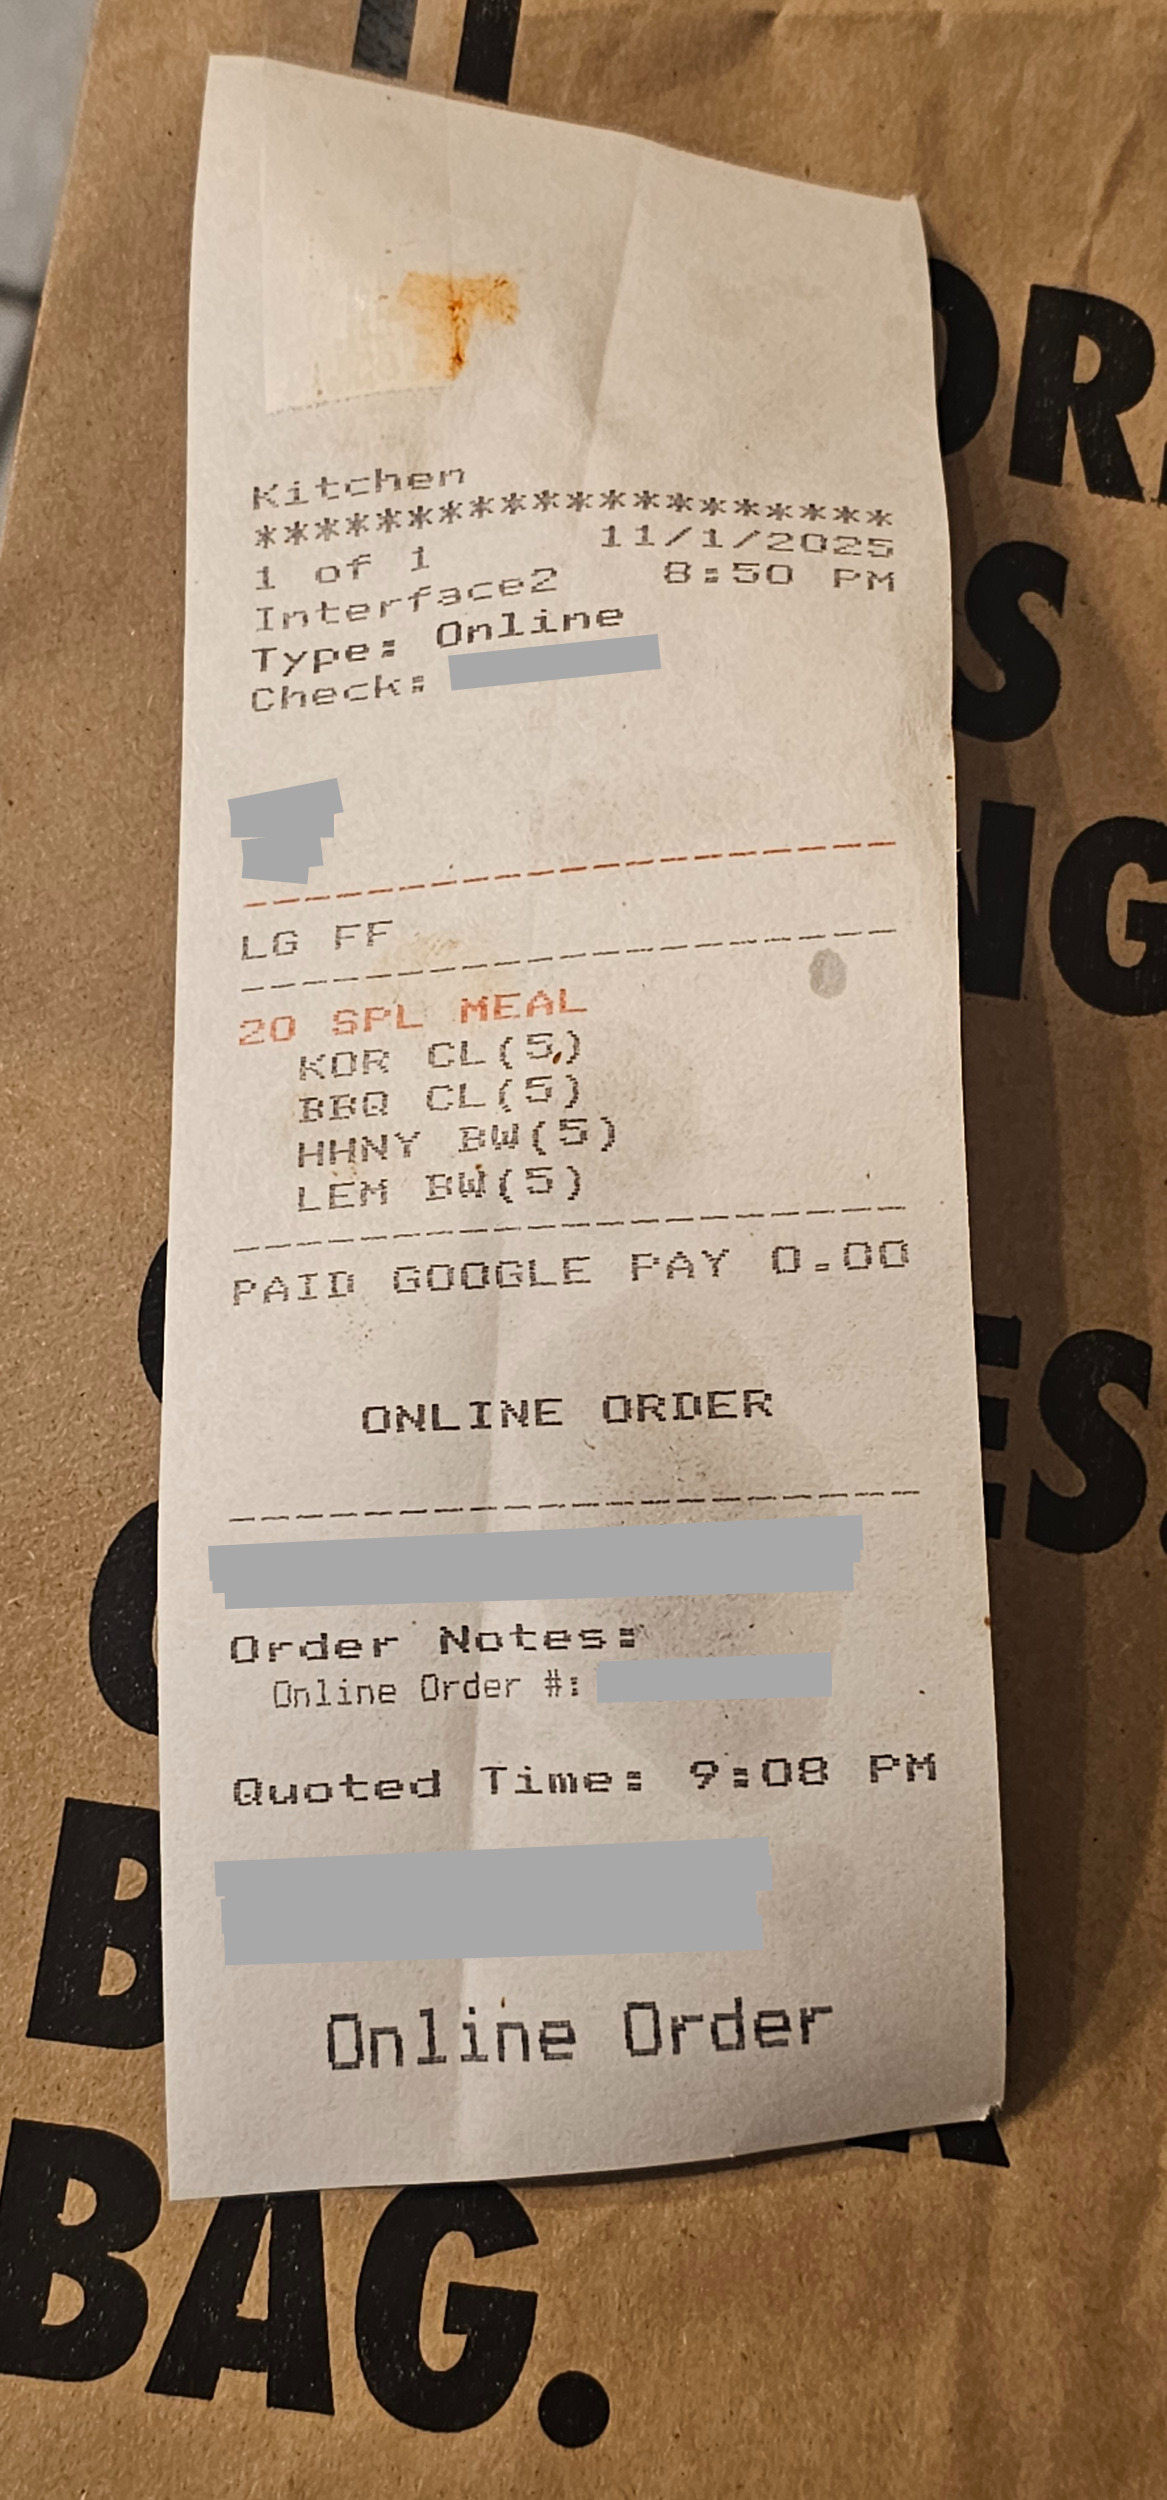 Kitchen
**********************
1 of 1 11/1/2025
Interface2 8:50 PM
Type: Online
Check:
LG FF
20 SPL MEAL
KOR CL(5)
BBQ CL(5)
HHNY BW(5)
LEM BW(5)
PAID GOOGLE PAY 0.00
ONLINE ORDER
Order Notes:
Online Order #:
Quoted Time: 9:08 PM
Online Order
BAG.